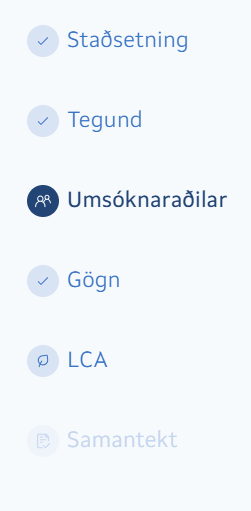 Staðsetning
Tegund
Umsóknaraðilar
Gögn
LCA
Samantekt